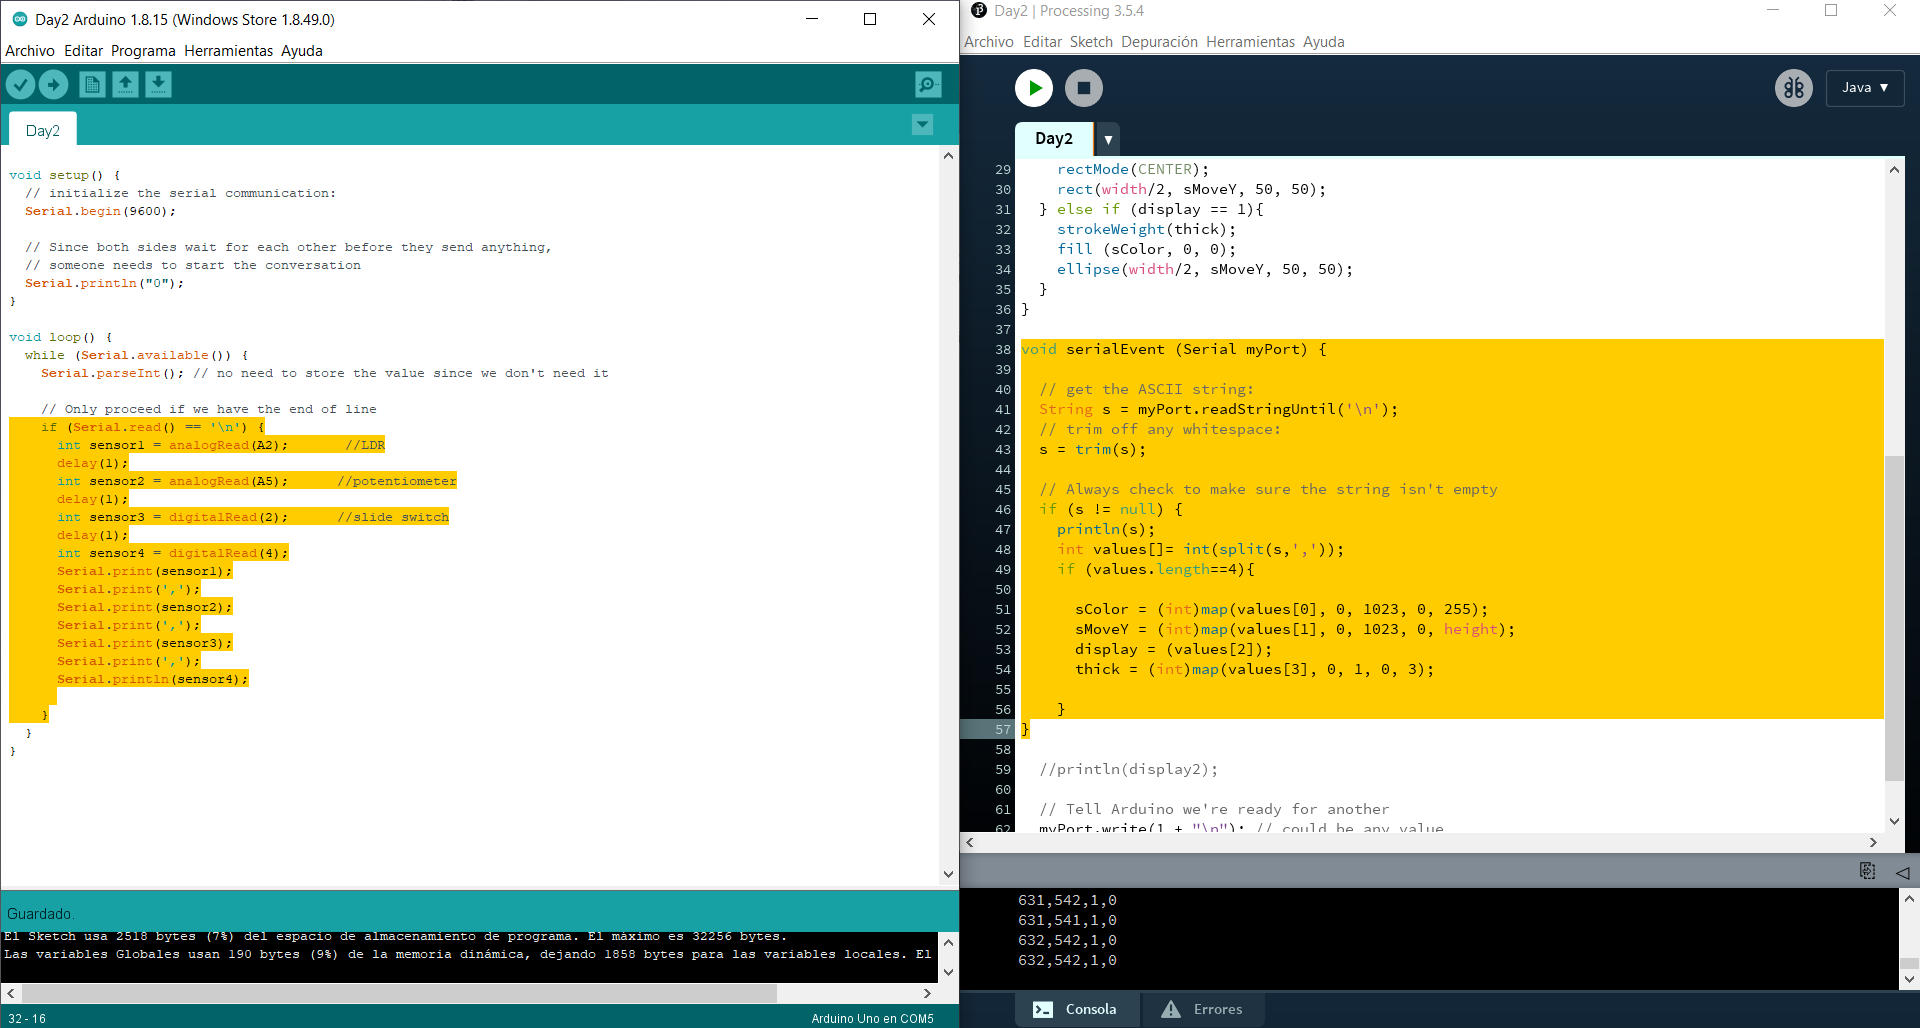 Day2 Arduino 1.8.15 (Windows Store 1.8.49.0)
Archivo Editar Programa Herramientas Ayuda
Day2
void setup() {
  // initialize the serial communication:
  Serial.begin(9600);

  // Since both sides wait for each other before they send anything,
  // someone needs to start the conversation
  Serial.println("0");
}

void loop() {
  while (Serial.available()) {
    Serial.parseInt(); // no need to store the value since we don't need it

    // Only proceed if we have the end of line
    if (Serial.read() == '\n') {
      int sensor1 = analogRead(A2);       //LDR
      delay(1);
      int sensor2 = analogRead(A5);      //potentiometer
      delay(1);
      int sensor3 = digitalRead(2);      //slide switch
      delay(1);
      int sensor4 = digitalRead(4);
      Serial.print(sensor1);
      Serial.print(',');
      Serial.print(sensor2);
      Serial.print(',');
      Serial.print(sensor3);
      Serial.print(',');
      Serial.println(sensor4);

    }
  }
}
Guardado.
El Sketch usa 2518 bytes (7%) del espacio de almacenamiento de programa. El máximo es 32256 bytes.
Las variables Globales usan 190 bytes (9%) de la memoria dinámica, dejando 1858 bytes para las variables locales. El
32 - 16
Arduino Uno en COM5
Day2 | Processing 3.5.4
Archivo Editar Sketch Depuración Herramientas Ayuda
Java ▼
Day2 ▼
29     rectMode(CENTER);
30     rect(width/2, sMoveY, 50, 50);
31   } else if (display == 1){
32     strokeWeight(thick);
33     fill (sColor, 0, 0);
34     ellipse(width/2, sMoveY, 50, 50);
35   }
36 }
37
38 void serialEvent (Serial myPort) {
39
40   // get the ASCII string:
41   String s = myPort.readStringUntil('\n');
42   // trim off any whitespace:
43   s = trim(s);
44
45   // Always check to make sure the string isn't empty
46   if (s != null) {
47     println(s);
48     int values[]= int(split(s,','));
49     if (values.length==4){
50
51       sColor = (int)map(values[0], 0, 1023, 0, 255);
52       sMoveY = (int)map(values[1], 0, 1023, 0, height);
53       display = (values[2]);
54       thick = (int)map(values[3], 0, 1, 0, 3);
55
56     }
57 }
58
59   //println(display2);
60
61   // Tell Arduino we're ready for another
62   myPort.write(1 + "\n"); // could be any value
631,542,1,0
631,541,1,0
632,542,1,0
632,542,1,0
Consola
Errores